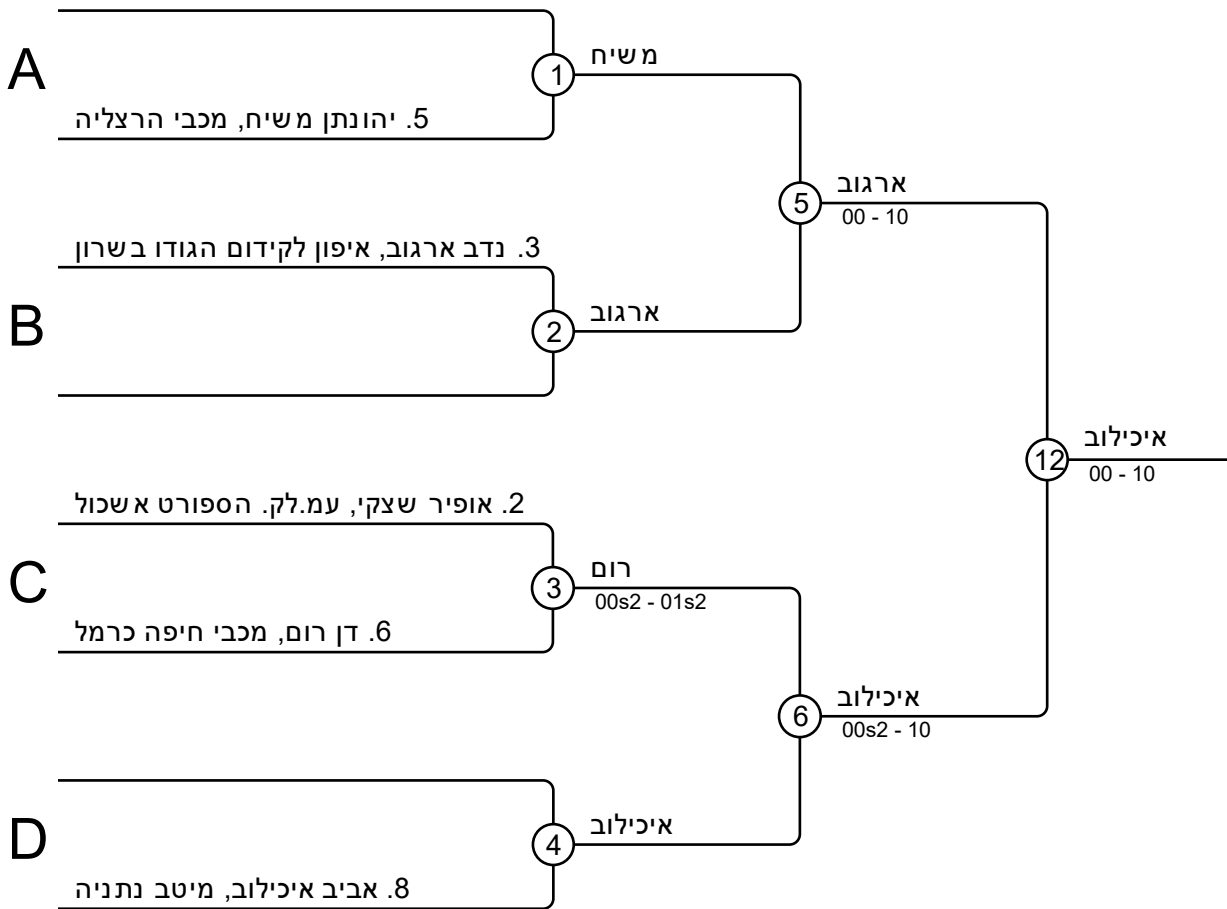 A
1
משיח
5. יהונתן משיח, מכבי הרצליה
5
ארגוב
00 - 10
3. נדב ארגוב, איפון לקידום הגודו בשרון
B
2
ארגוב
12
איכילוב
00 - 10
2. אופיר שצקי, עמ.לק. הספורט אשכול
C
3
רום
00s2 - 01s2
6. דן רום, מכבי חיפה כרמל
6
איכילוב
00s2 - 10
D
4
איכילוב
8. אביב איכילוב, מיטב נתניה